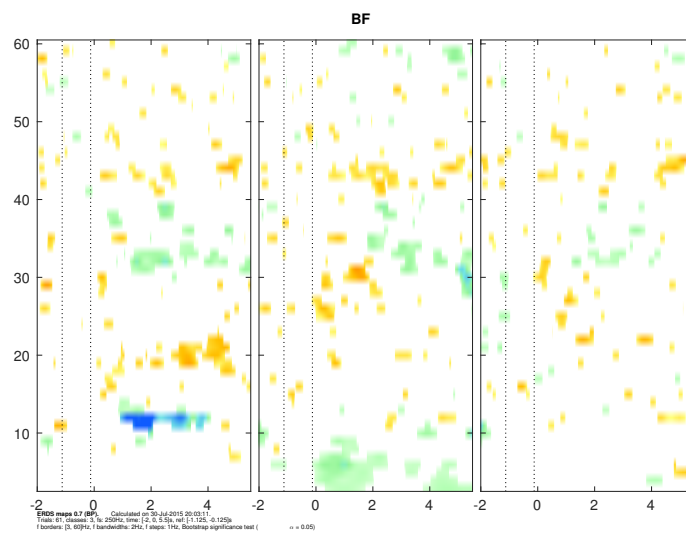 BF
60
50
40
30
20
10
-2 0 2 4 -2 0 2 4 -2 0 2 4
ERDS maps 0.7 (BP). Calculated on 30-Jul-2015 20:03:11.
Trials: 61, classes: 3, fs: 250Hz, time: [-2, 0, 5.5]s, ref: [-1.125, -0.125]s
f borders: [3, 60]Hz, f bandwidths: 2Hz, f steps: 1Hz, Bootstrap significance test ( α = 0.05)